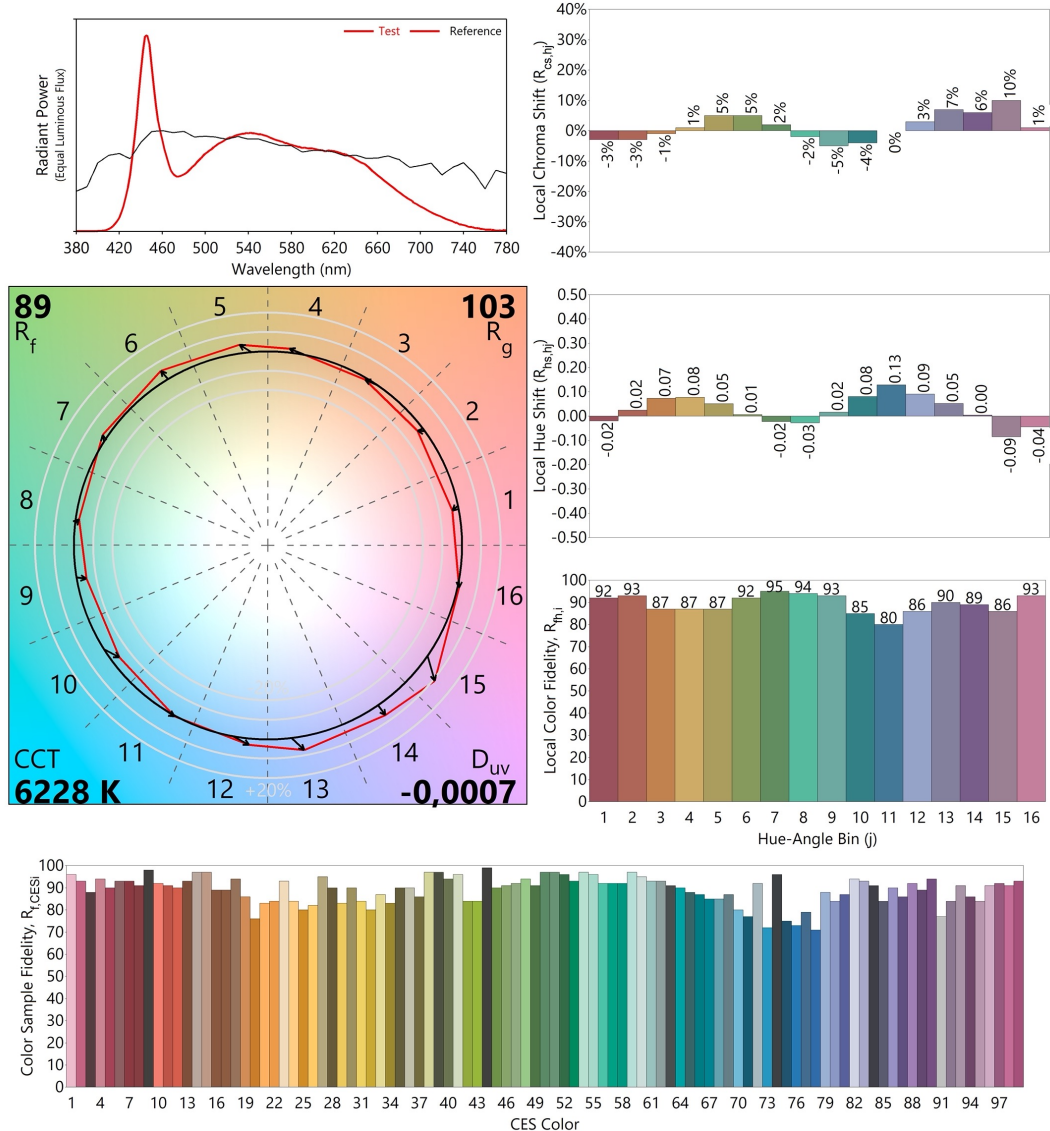 Test
Reference
Radiant Power
(Equal Luminous Flux)
380 420 460 500 540 580 620 660 700 740 780
Wavelength (nm)
40%
30%
20%
10%
0%
-10%
-20%
-30%
-40%
Local Chroma Shift (Rcs,hj)
-3% -3% -1% 1% 5% 5% 2% -2% -5% -4% 0% 3% 7% 6% 10% 1%
89
Rf
103
Rg
CCT
6228 K
Duv
-0,0007
1
2
3
4
5
6
7
8
9
10
11
12
13
14
15
16
+20%
0.50
0.40
0.30
0.20
0.10
0.00
-0.10
-0.20
-0.30
-0.40
-0.50
Local Hue Shift (Rhs,hj)
-0.02 0.02 0.07 0.08 0.05 0.01 -0.02 -0.03 0.02 0.08 0.13 0.09 0.05 0.00 -0.09 -0.04
100
90
80
70
60
50
40
30
20
10
0
Local Color Fidelity, Rfh,i
92 93 87 87 87 92 95 94 93 85 80 86 90 89 86 93
1 2 3 4 5 6 7 8 9 10 11 12 13 14 15 16
Hue-Angle Bin (j)
100
90
80
70
60
50
40
30
20
10
0
Color Sample Fidelity, Rf,CESi
1 4 7 10 13 16 19 22 25 28 31 34 37 40 43 46 49 52 55 58 61 64 67 70 73 76 79 82 85 88 91 94 97
CES Color